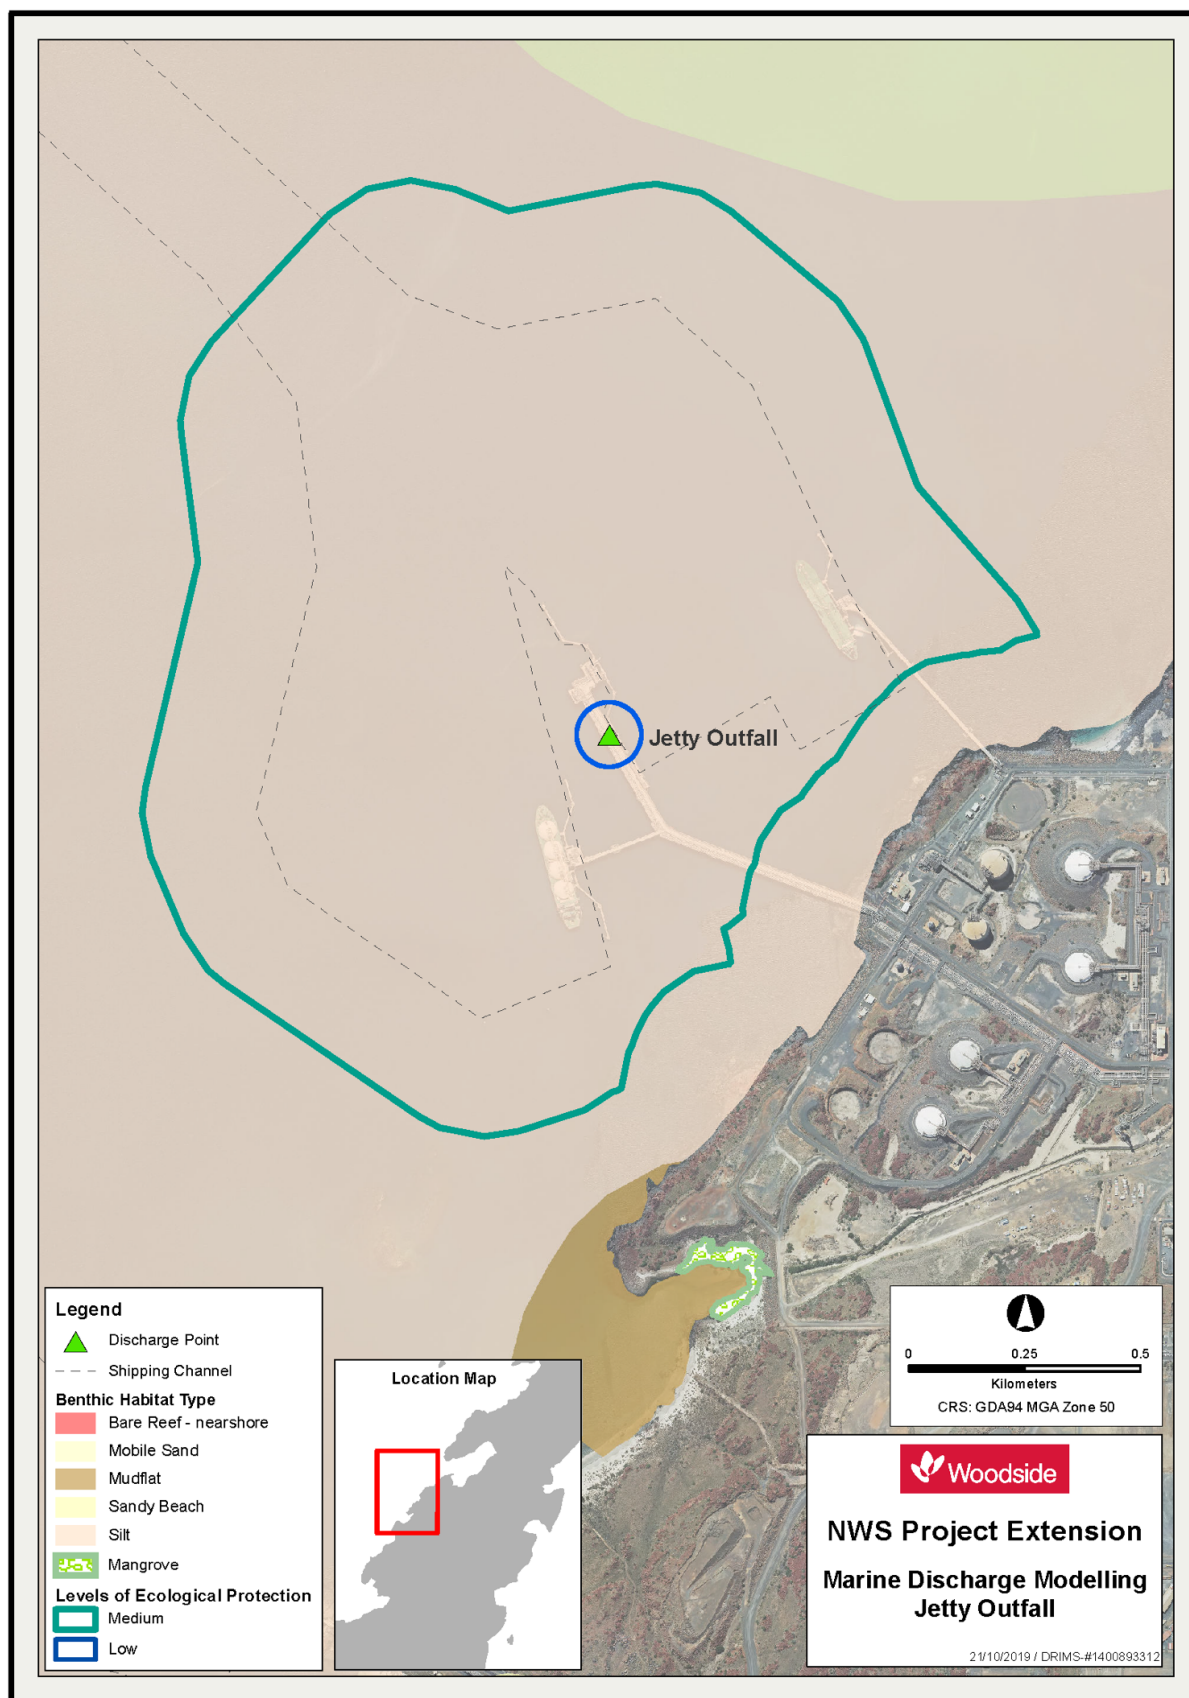 Jetty Outfall
Legend
Discharge Point
Shipping Channel
Benthic Habitat Type
Bare Reef - nearshore
Mobile Sand
Mudflat
Sandy Beach
Silt
Mangrove
Levels of Ecological Protection
Medium
Low
Location Map
0 0.25 0.5
Kilometers
CRS: GDA94 MGA Zone 50
Woodside
NWS Project Extension
Marine Discharge Modelling
Jetty Outfall
21/10/2019 / DRIMS-#1400893312